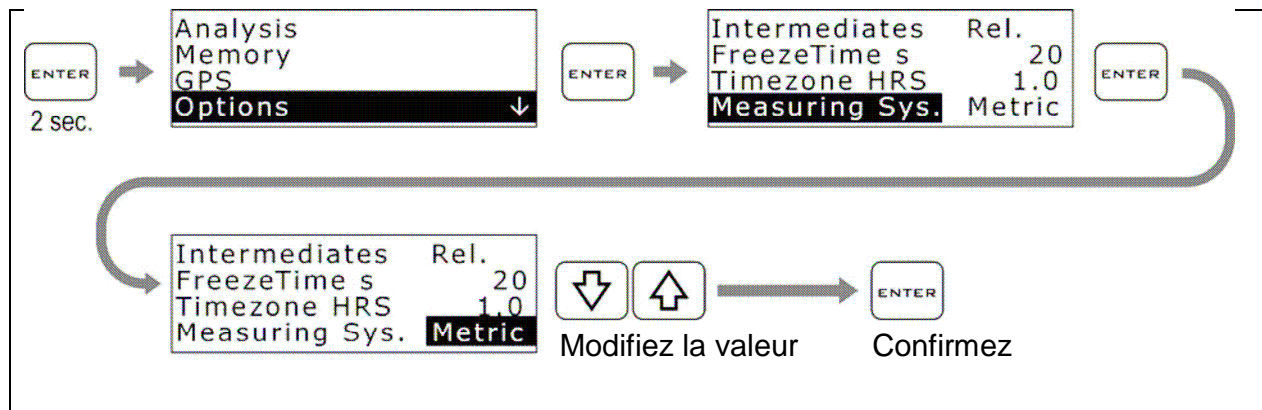 ENTER
2 sec.
Analysis
Memory
GPS
Options ↓
ENTER
Intermediates Rel.
FreezeTime s 20
Timezone HRS 1.0
Measuring Sys. Metric
ENTER
Intermediates Rel.
FreezeTime s 20
Timezone HRS 1.0
Measuring Sys. Metric
Modifiez la valeur
ENTER
Confirmez